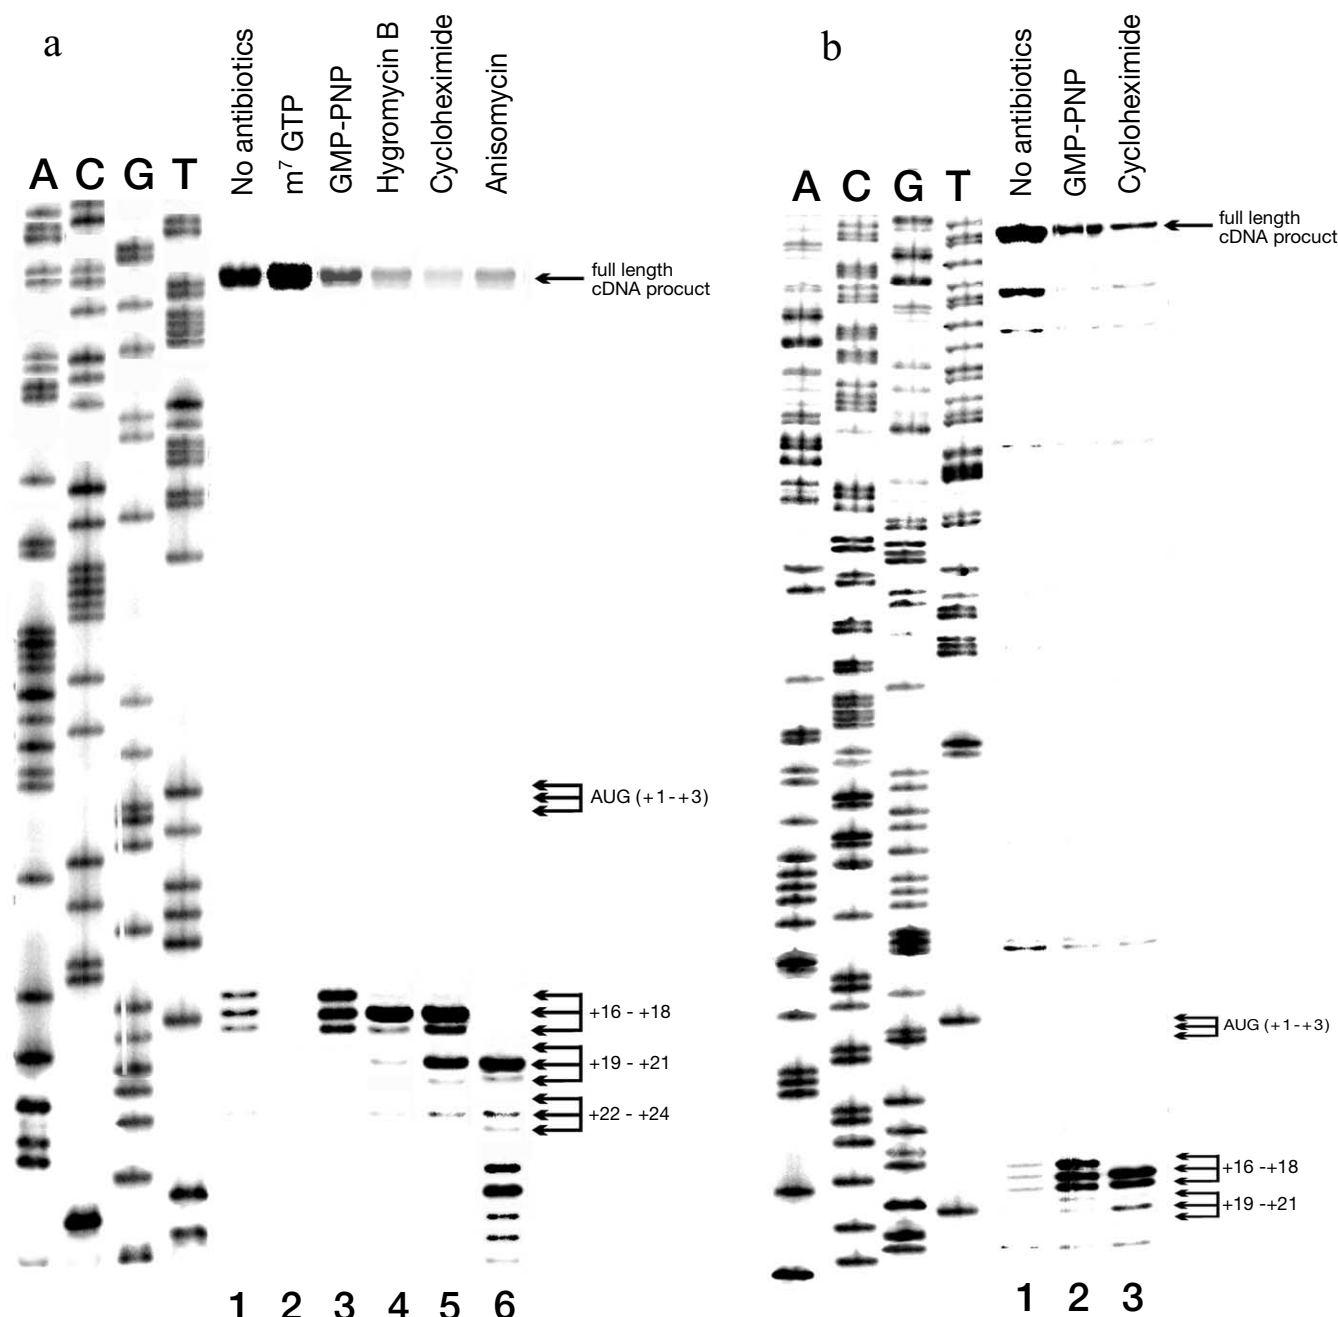 a
No antibiotics
m⁷ GTP
GMP-PNP
Hygromycin B
Cycloheximide
Anisomycin
A C G T
full length
cDNA procuct
AUG (+1-+3)
+16 - +18
+19 - +21
+22 - +24
1 2 3 4 5 6
b
No antibiotics
GMP-PNP
Cycloheximide
A C G T
full length
cDNA procuct
AUG (+1-+3)
+16 -+18
+19 -+21
1 2 3